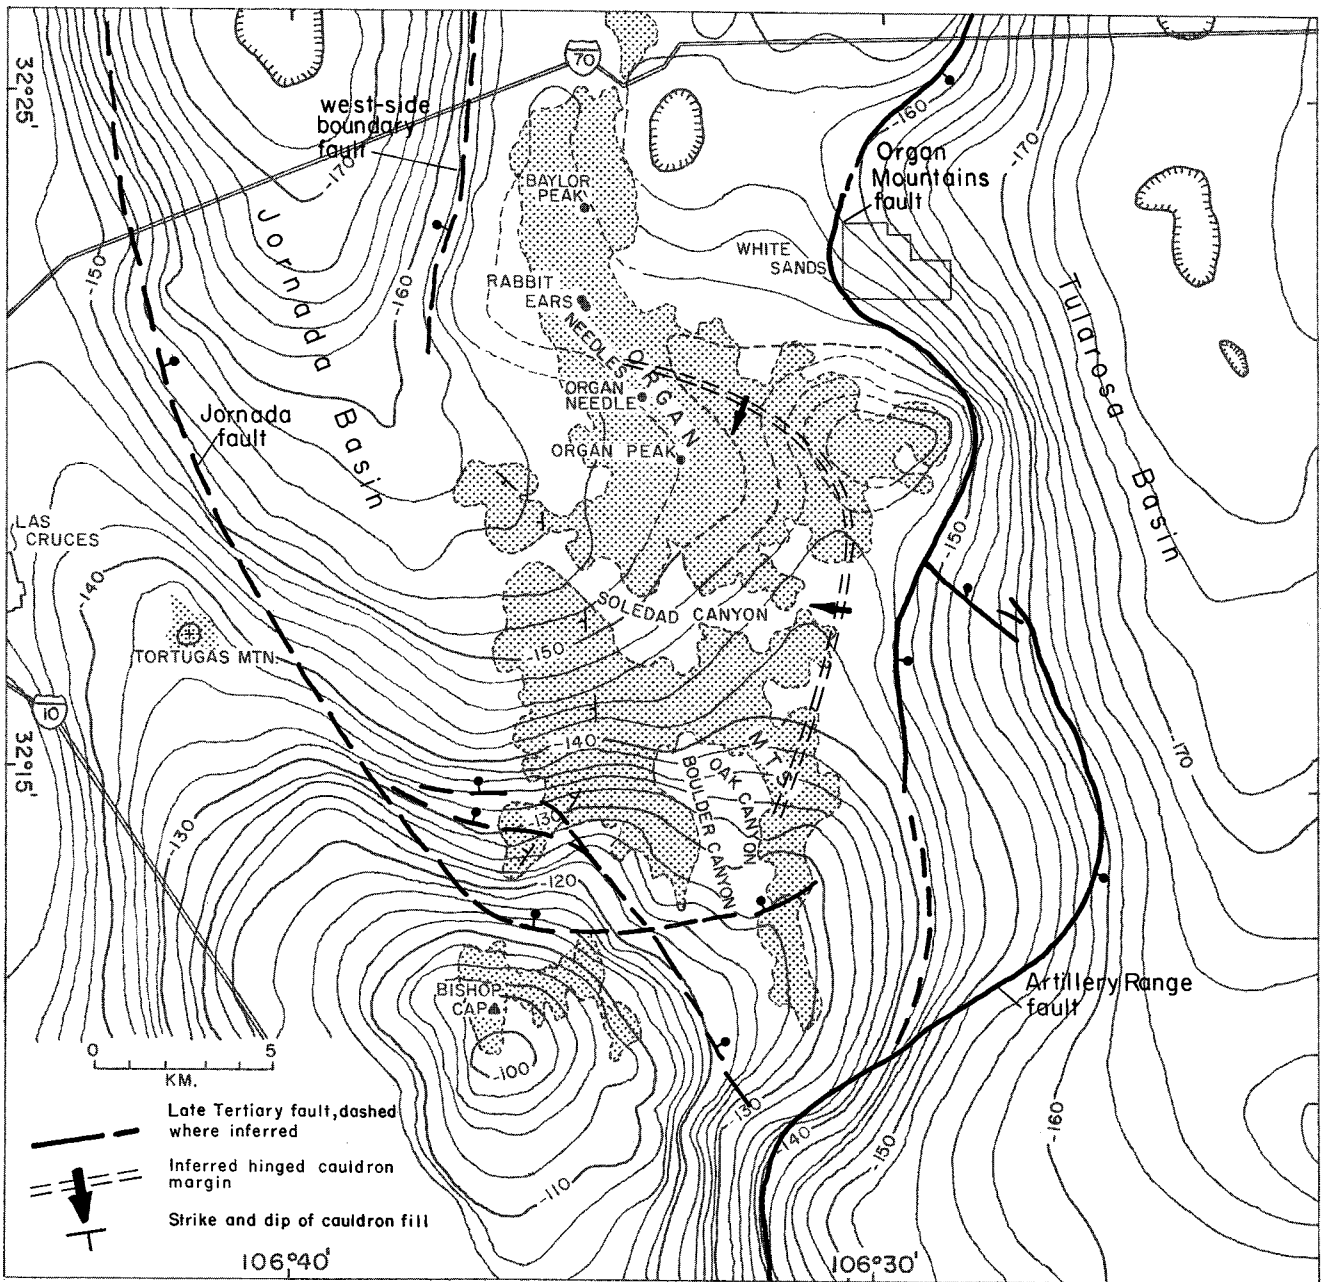 70
32°25'
west-side
boundary
fault
-170
-160
-170
Organ
Mountains
fault
BAYLOR
PEAK
Jornada Basin
WHITE
SANDS
-150
-160
RABBIT
EARS
NEEDLES
ORGAN
Tularosa Basin
ORGAN
NEEDLE
Jornada
fault
ORGAN PEAK
LAS
CRUCES
-150
-140
SOLEDAD CANYON
TORTUGAS MTN.
-150
10
32°15'
-140
MTS
OAK CANYON
BOULDER CANYON
-170
-130
-130
-120
Artillery Range
fault
BISHOP
CAP
-100
0 5
KM.
-130
-140
-150
-160
-110
Late Tertiary fault, dashed
where inferred
Inferred hinged cauldron
margin
Strike and dip of cauldron fill
106°40'
106°30'